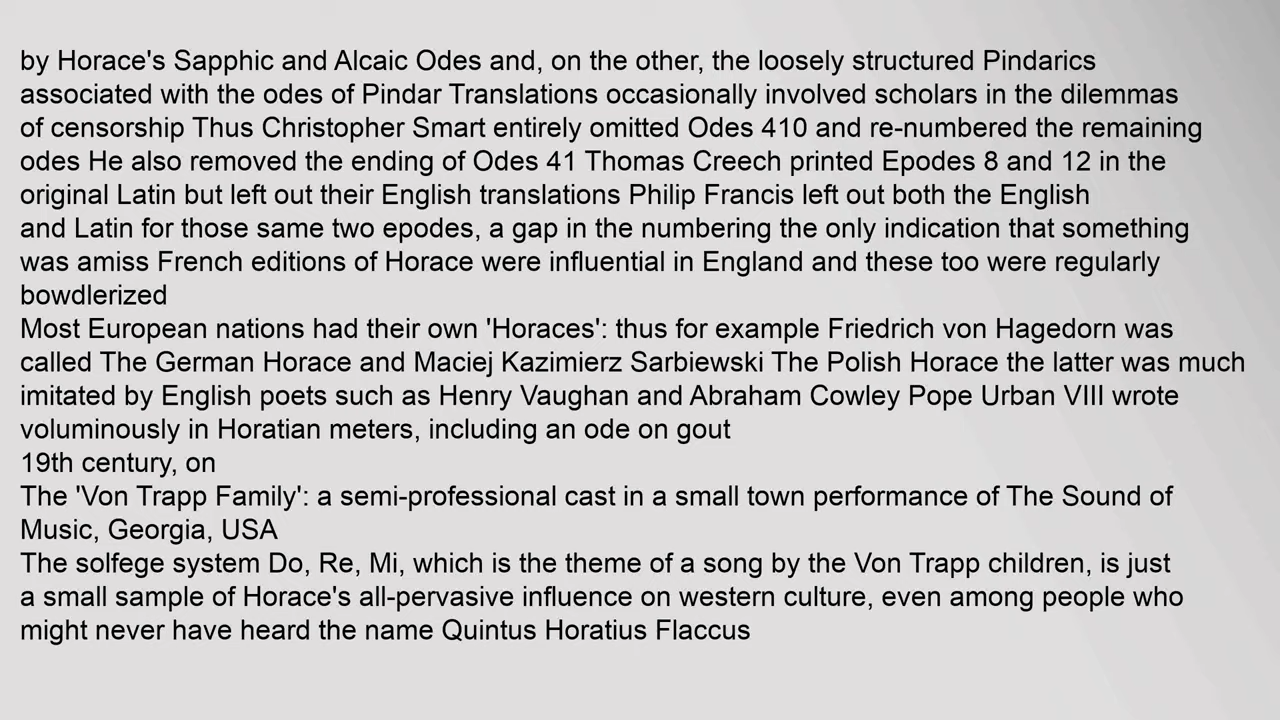 by Horace's Sapphic and Alcaic Odes and, on the other, the loosely structured Pindarics
associated with the odes of Pindar Translations occasionally involved scholars in the dilemmas
of censorship Thus Christopher Smart entirely omitted Odes 410 and re-numbered the remaining
odes He also removed the ending of Odes 41 Thomas Creech printed Epodes 8 and 12 in the
original Latin but left out their English translations Philip Francis left out both the English
and Latin for those same two epodes, a gap in the numbering the only indication that something
was amiss French editions of Horace were influential in England and these too were regularly
bowdlerized
Most European nations had their own 'Horaces': thus for example Friedrich von Hagedorn was
called The German Horace and Maciej Kazimierz Sarbiewski The Polish Horace the latter was much
imitated by English poets such as Henry Vaughan and Abraham Cowley Pope Urban VIII wrote
voluminously in Horatian meters, including an ode on gout
19th century, on
The 'Von Trapp Family': a semi-professional cast in a small town performance of The Sound of
Music, Georgia, USA
The solfege system Do, Re, Mi, which is the theme of a song by the Von Trapp children, is just
a small sample of Horace's all-pervasive influence on western culture, even among people who
might never have heard the name Quintus Horatius Flaccus